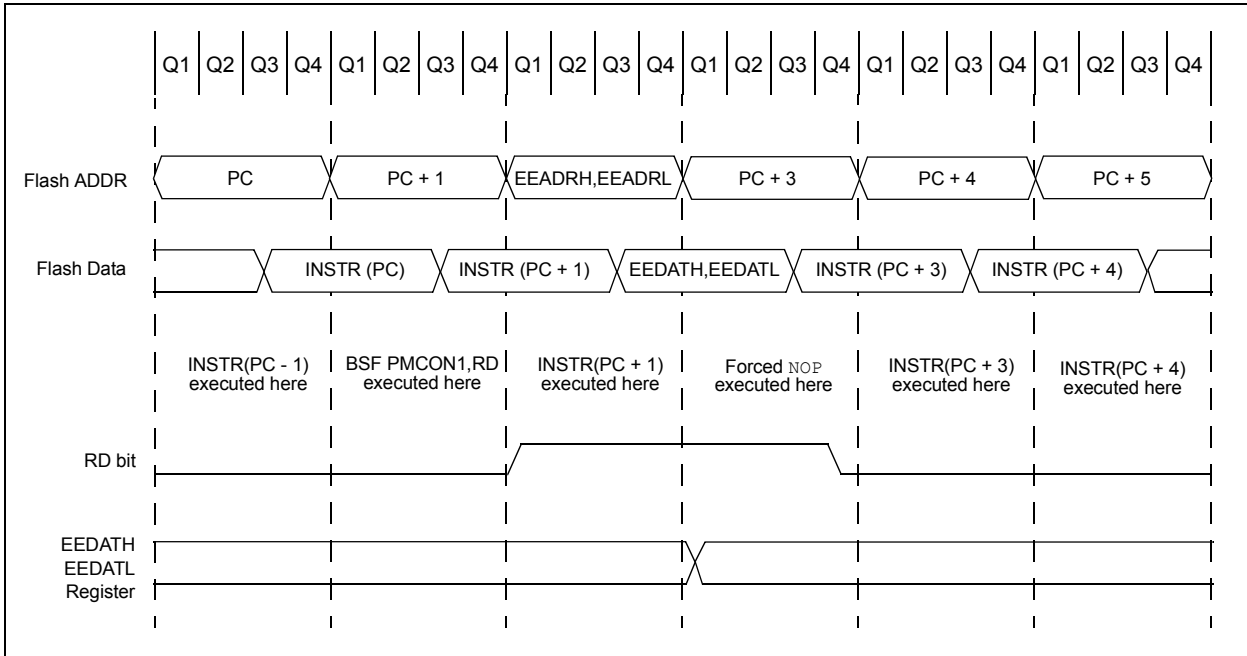 Q1 Q2 Q3 Q4 Q1 Q2 Q3 Q4 Q1 Q2 Q3 Q4 Q1 Q2 Q3 Q4 Q1 Q2 Q3 Q4 Q1 Q2 Q3 Q4
Flash ADDR PC PC + 1 EEADRH,EEADRL PC + 3 PC + 4 PC + 5
Flash Data INSTR (PC) INSTR (PC + 1) EEDATH,EEDATL INSTR (PC + 3) INSTR (PC + 4)
INSTR(PC - 1) BSF PMCON1,RD INSTR(PC + 1) Forced NOP INSTR(PC + 3) INSTR(PC + 4)
executed here executed here executed here executed here executed here executed here
RD bit
EEDATH
EEDATL
Register